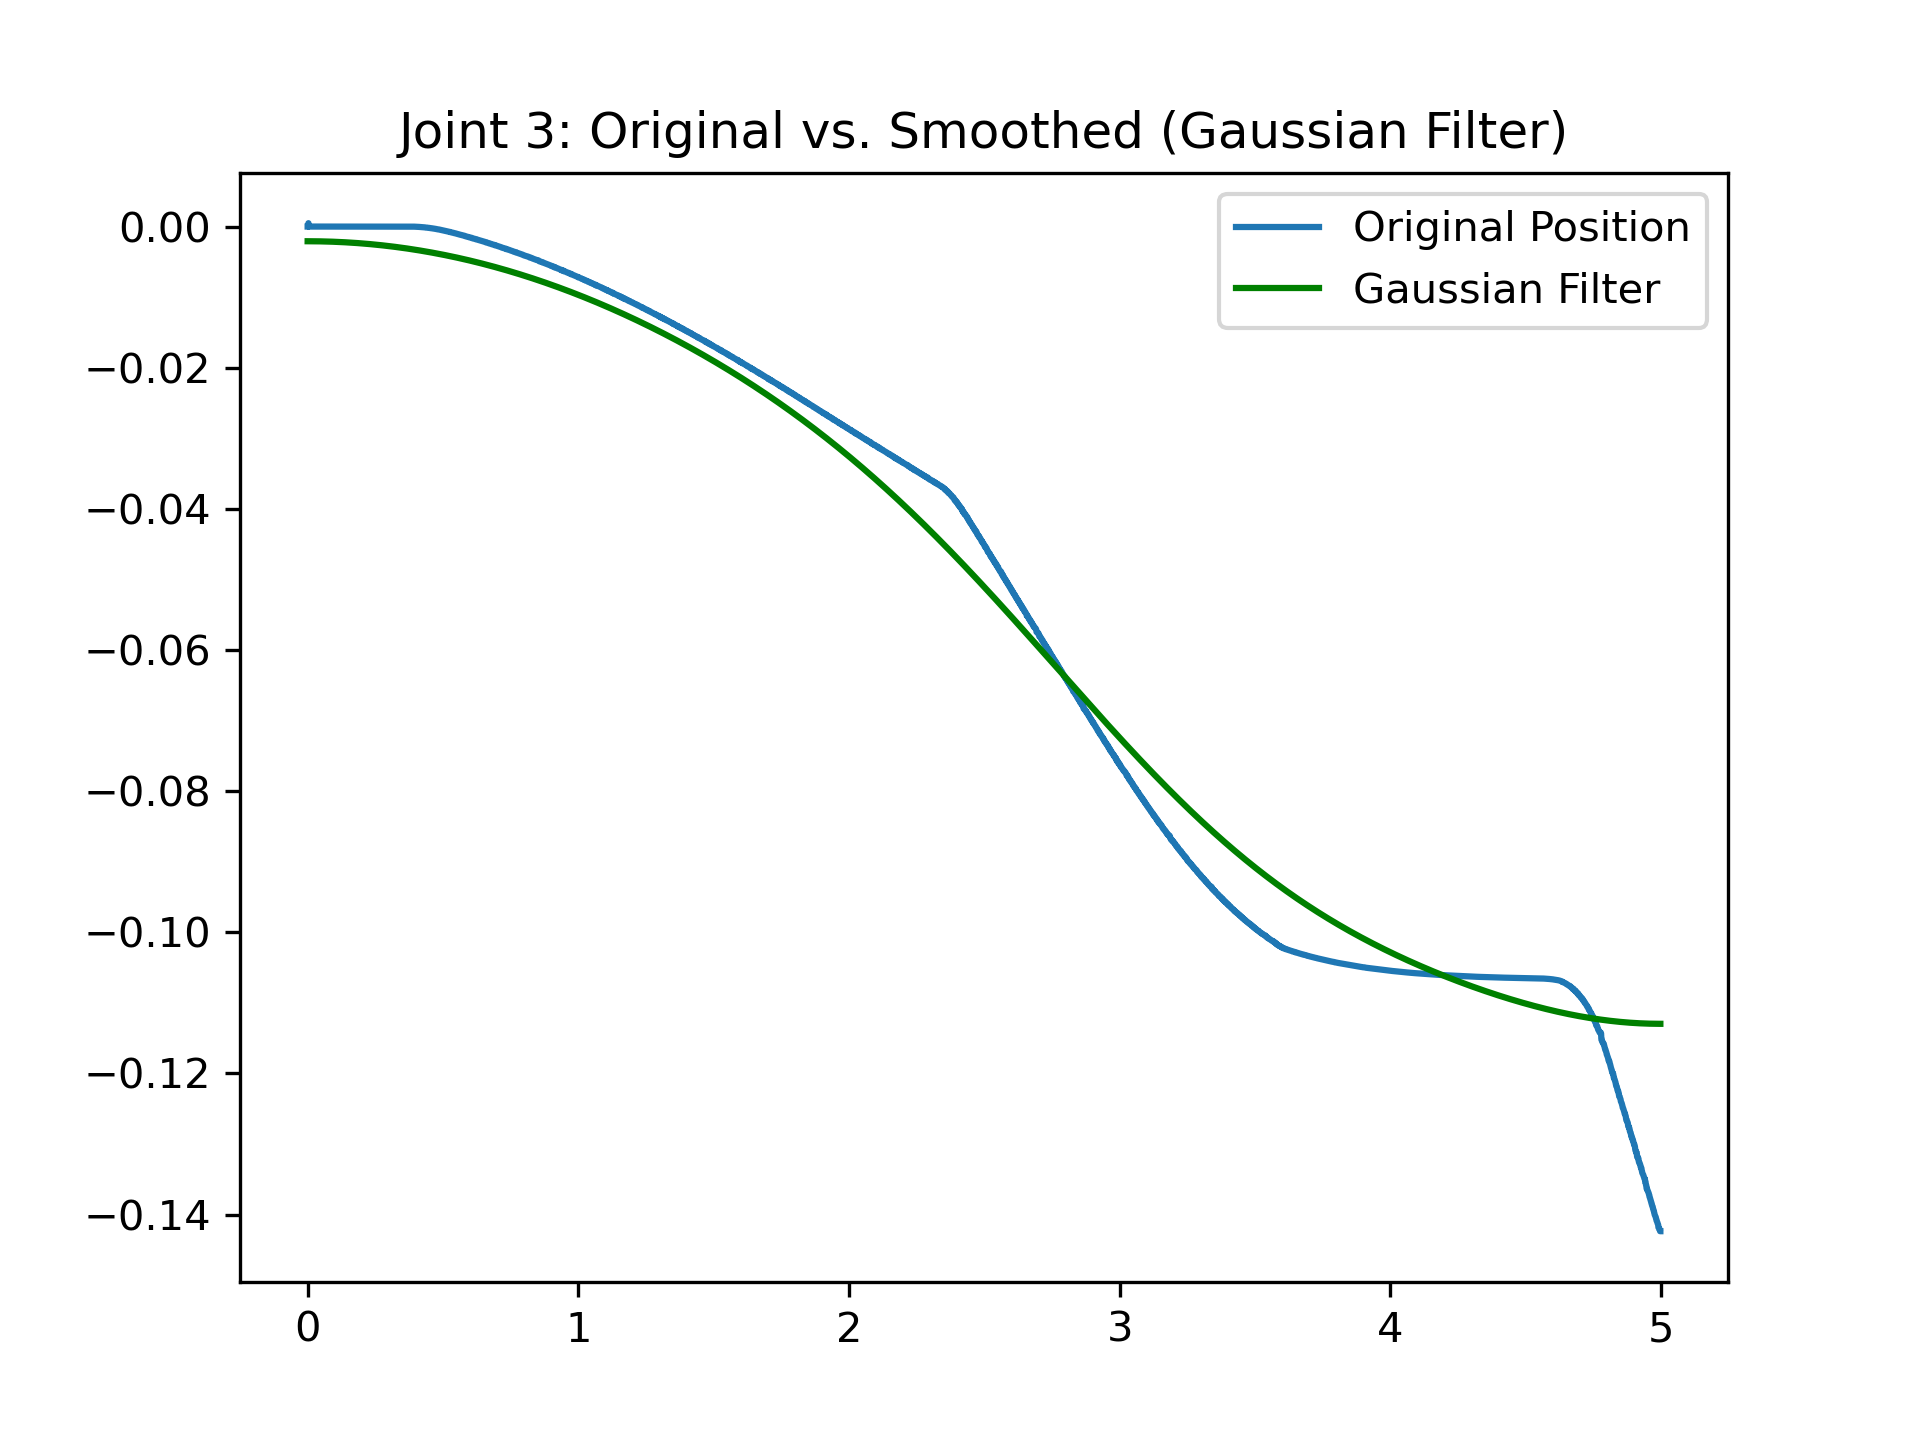 Joint 3: Original vs. Smoothed (Gaussian Filter)
Original Position
Gaussian Filter
0.00
−0.02
−0.04
−0.06
−0.08
−0.10
−0.12
−0.14
0 1 2 3 4 5